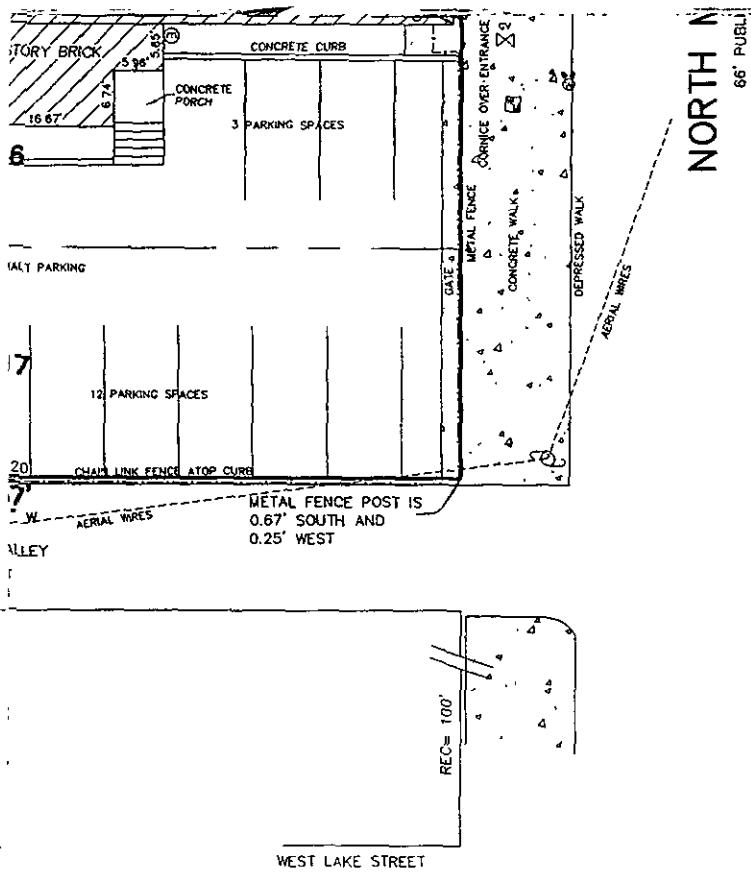 STORY BRICK
5.85'
5.96'
6.74'
16.67'
E
CONCRETE CURB
CONCRETE
PORCH
3 PARKING SPACES
6
CORNICE OVER ENTRANCE
METAL FENCE
CONCRETE WALK
DEPRESSED WALK
GATE
AERIAL WIRES
NORTH
66' PUBLI
PARKING
7
12 PARKING SPACES
20
CHAIN LINK FENCE ATOP CURB
7'
W
AERIAL WIRES
METAL FENCE POST IS
0.67' SOUTH AND
0.25' WEST
ALLEY
REC= 100'
WEST LAKE STREET